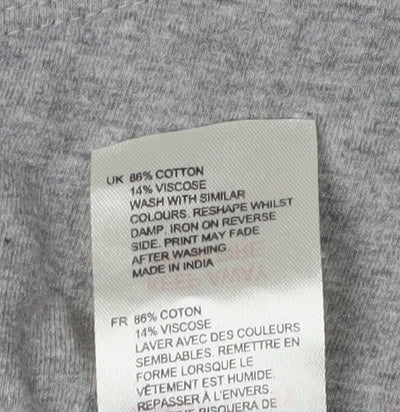 UK 86% COTTON
14% VISCOSE
WASH WITH SIMILAR
COLOURS. RESHAPE WHILST
DAMP. IRON ON REVERSE
SIDE. PRINT MAY FADE
AFTER WASHING
MADE IN INDIA
FR 86% COTON
14% VISCOSE
LAVER AVEC DES COULEURS
SEMBLABLES. REMETTRE EN
FORME LORSQUE LE
VÊTEMENT EST HUMIDE.
REPASSER À L'ENVERS.
RISQUERA DE